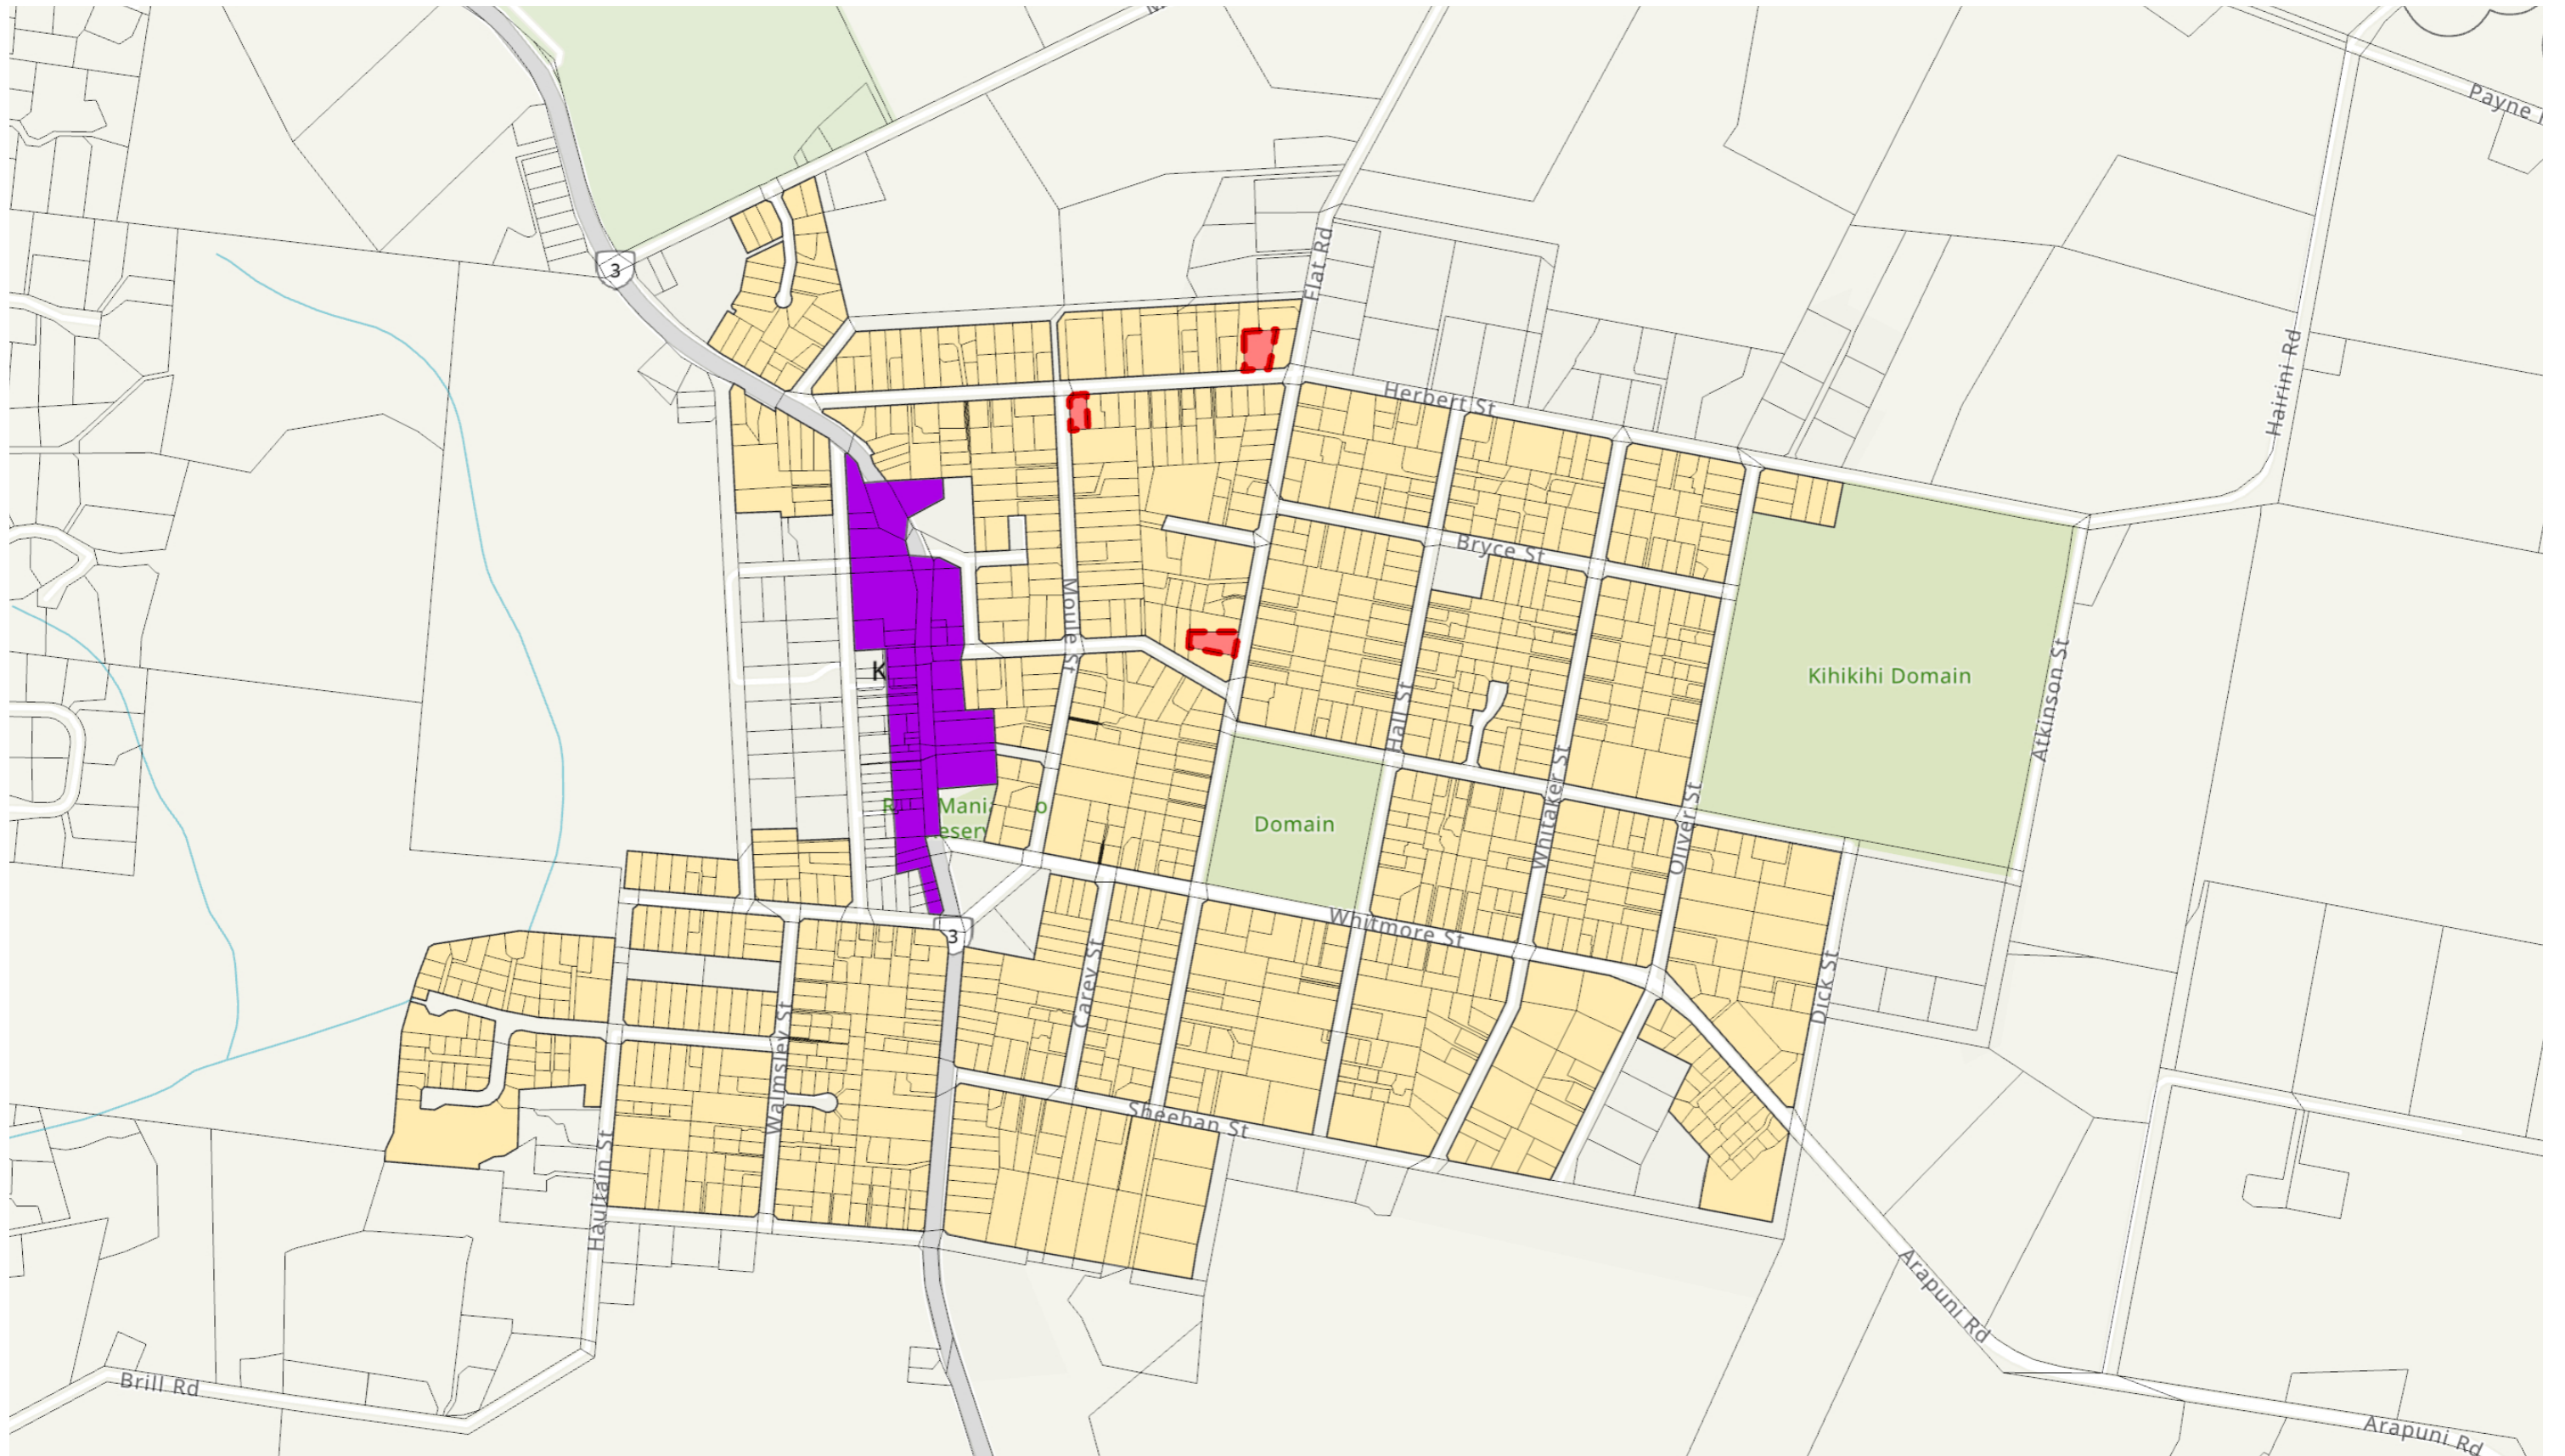 Payne
3
Flat Rd
Herbert St
Hairini Rd
Bryce St
Moule St
K
Kihikihi Domain
Atkinson St
Hall St
Whitaker St
Oliver St
Domain
Whitmore St
3
Carey St
Dick St
Walmsley St
Sheehan St
Haultain St
Arapuni Rd
Brill Rd
Arapuni Rd